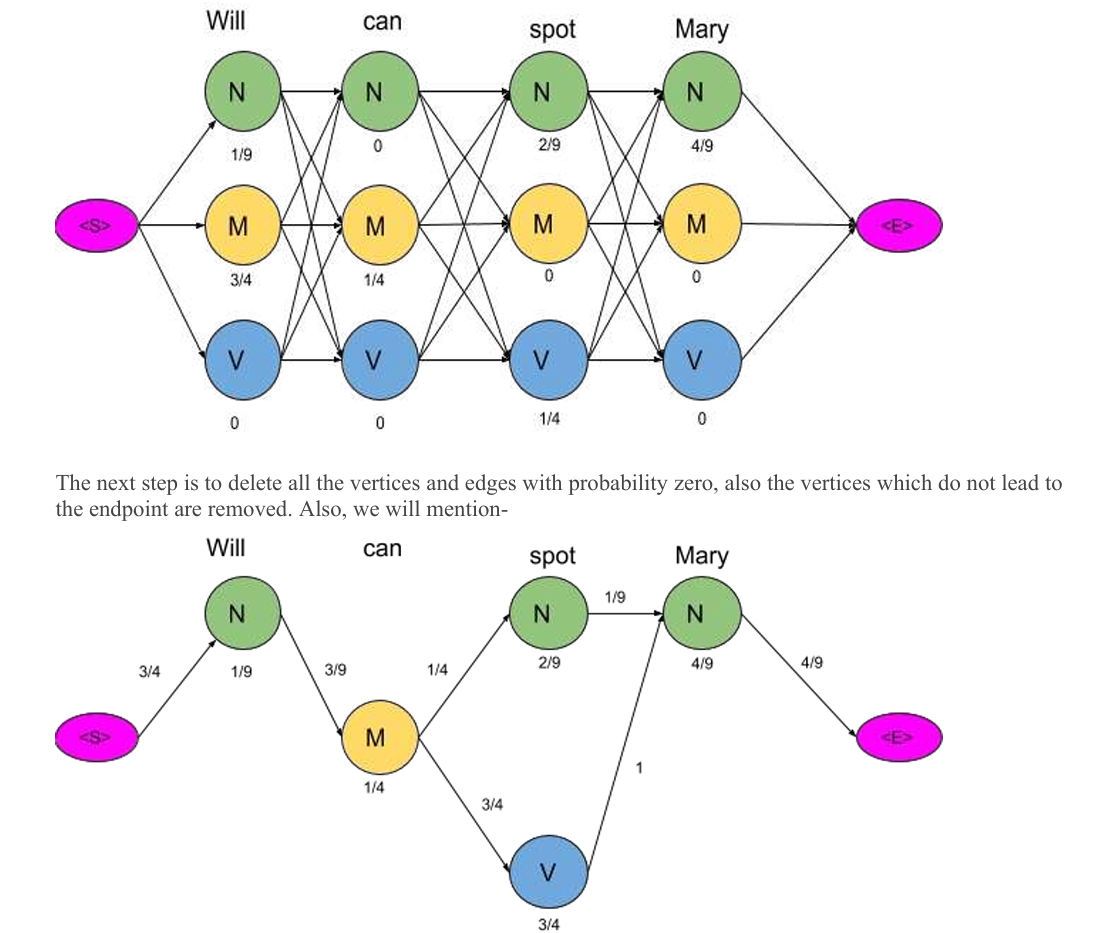 Will can spot Mary
N N N N
1/9 0 2/9 4/9
<S> M M M M <E>
3/4 1/4 0 0
V V V V
0 0 1/4 0
The next step is to delete all the vertices and edges with probability zero, also the vertices which do not lead to
the endpoint are removed. Also, we will mention-
Will can spot Mary
N N 1/9 N
3/4 1/9 3/9 1/4 2/9 4/9 4/9
<S> M <E>
1/4 1
3/4
V
3/4